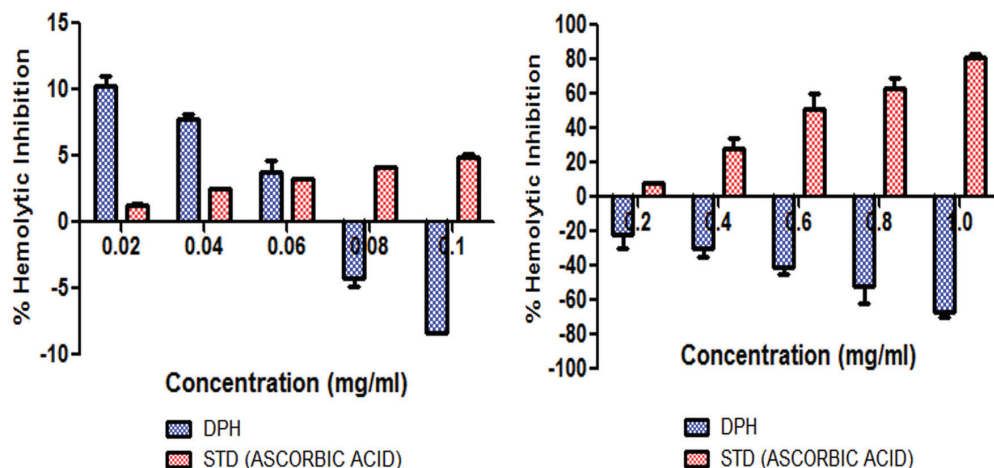 % Hemolytic Inhibition
15
10
5
0
-5
-10
0.02 0.04 0.06 0.08 0.1
Concentration (mg/ml)
DPH
STD (ASCORBIC ACID)
% Hemolytic Inhibition
100
80
60
40
20
0
-20
-40
-60
-80
-100
0.2 0.4 0.6 0.8 1.0
Concentration (mg/ml)
DPH
STD (ASCORBIC ACID)